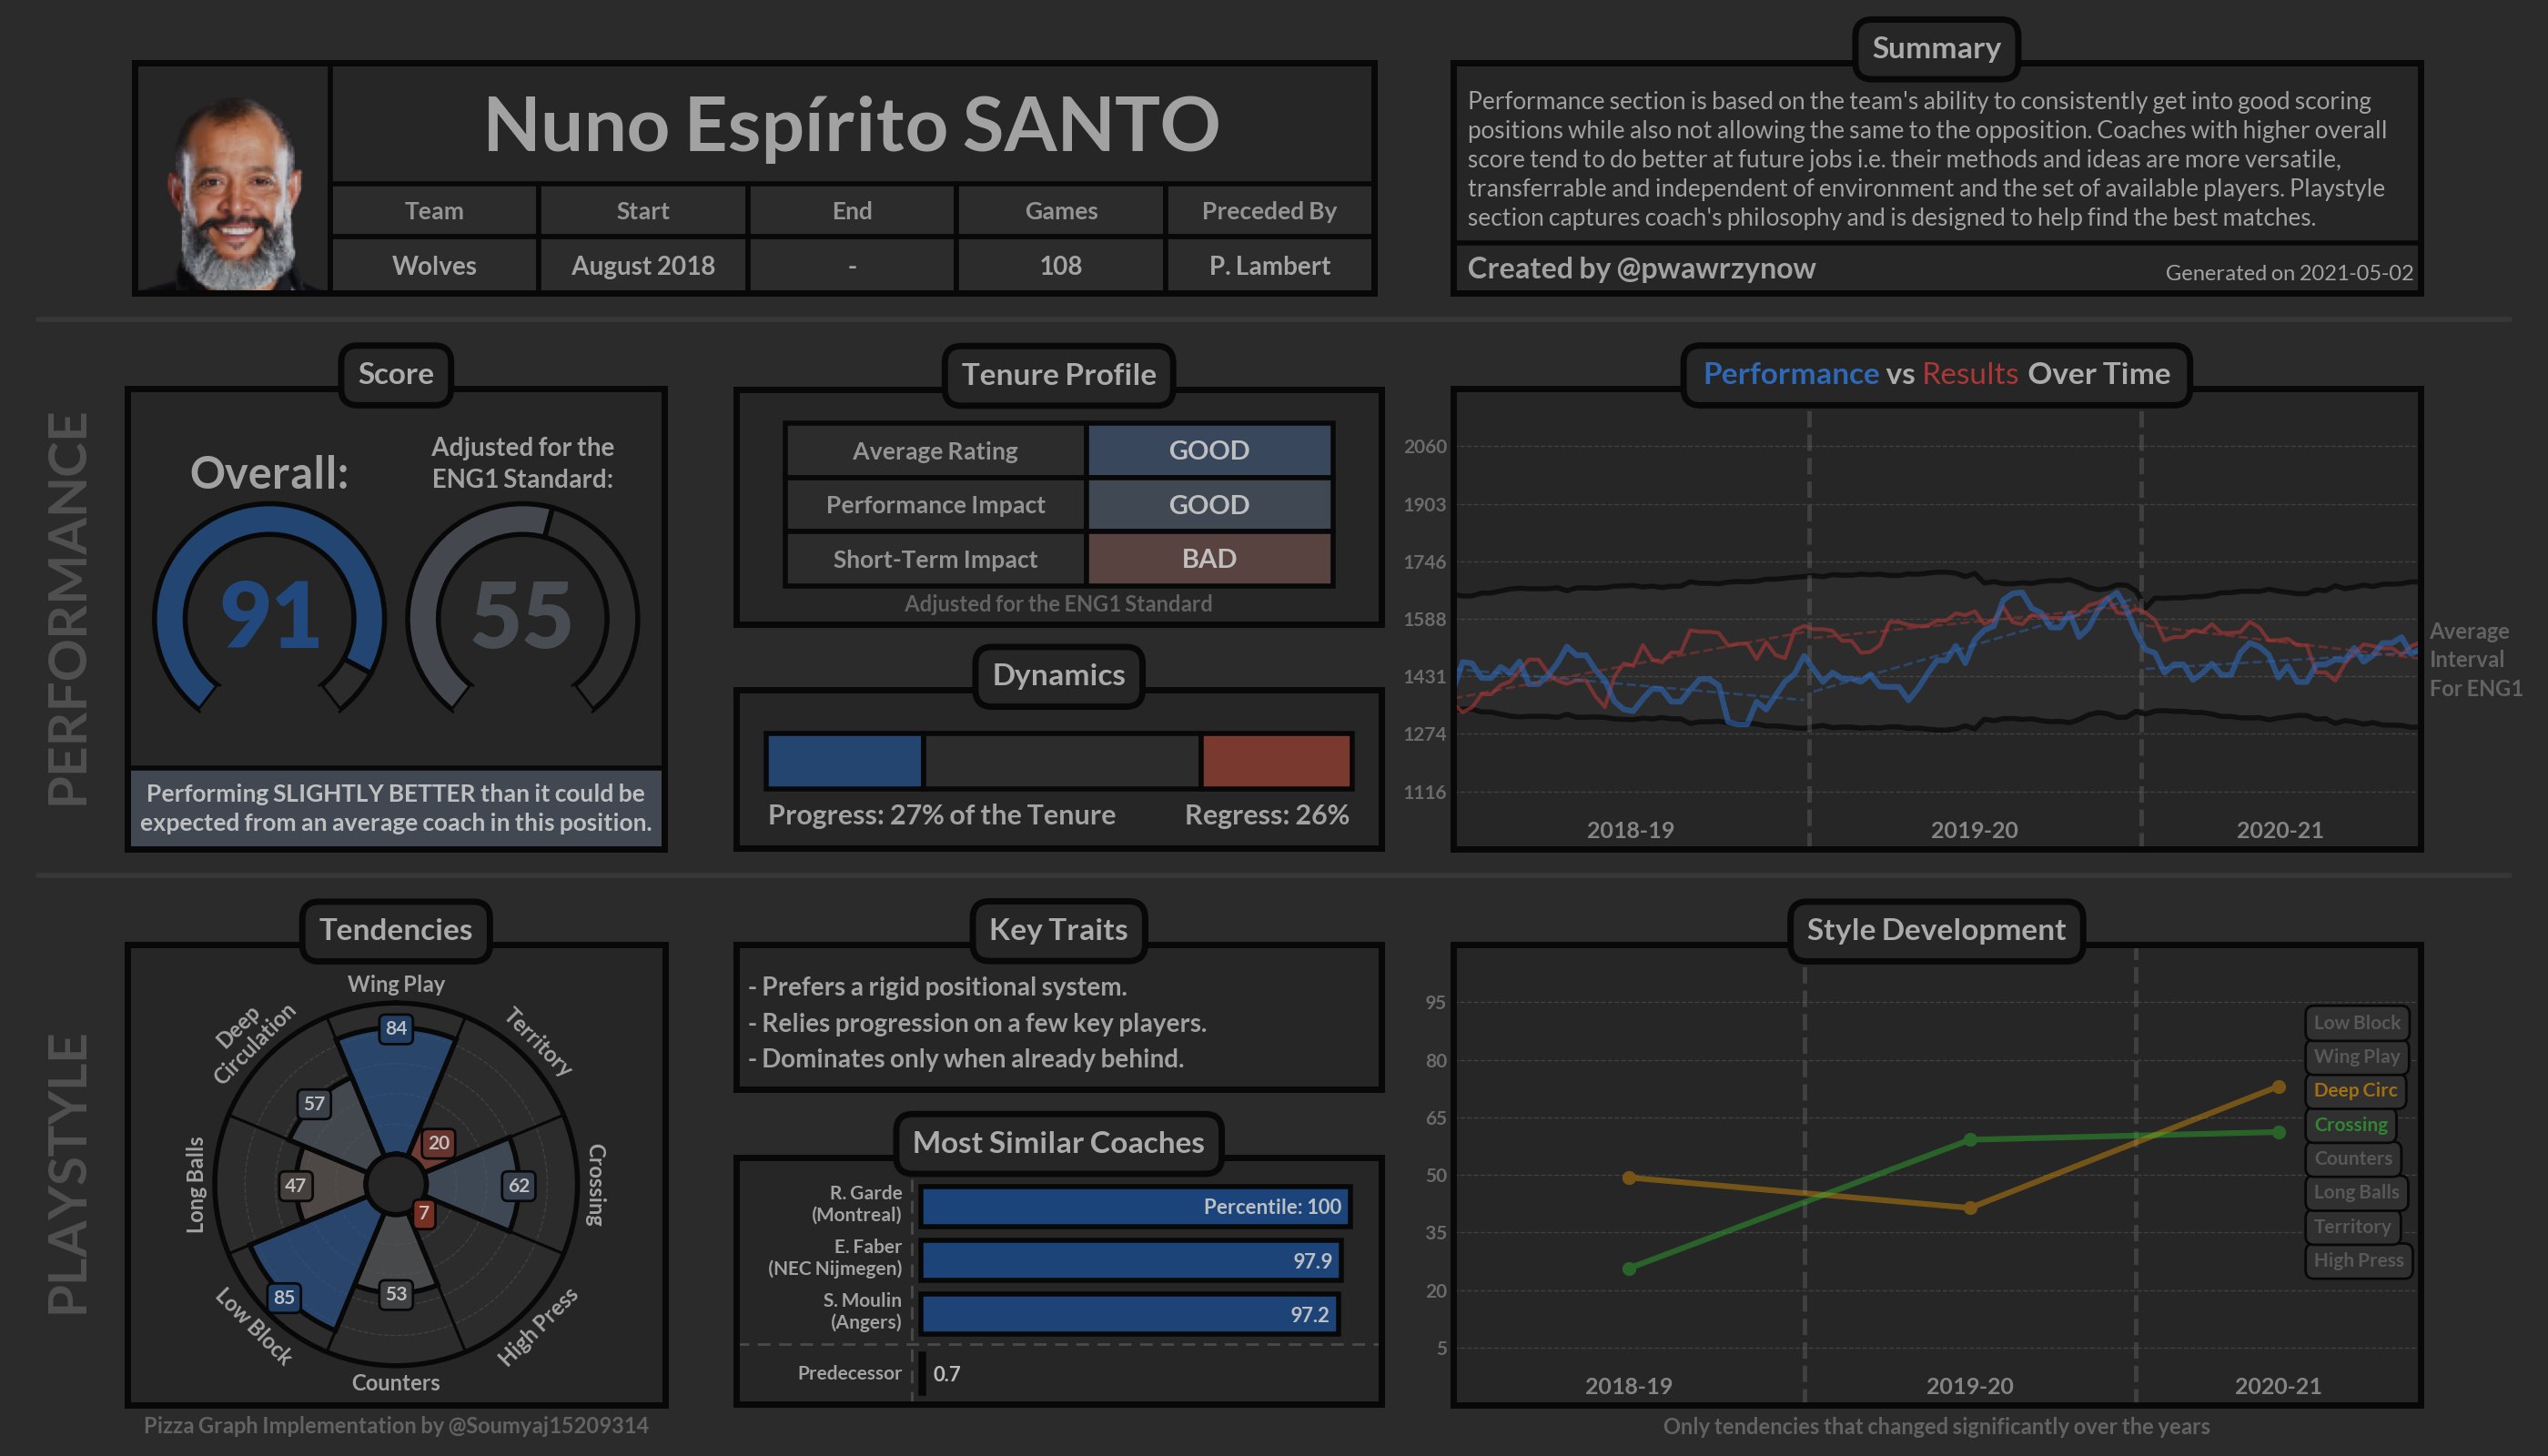 Nuno Espírito SANTO
Team
Start
End
Games
Preceded By
Wolves
August 2018
-
108
P. Lambert
Summary
Performance section is based on the team's ability to consistently get into good scoring
positions while also not allowing the same to the opposition. Coaches with higher overall
score tend to do better at future jobs i.e. their methods and ideas are more versatile,
transferrable and independent of environment and the set of available players. Playstyle
section captures coach's philosophy and is designed to help find the best matches.
Created by @pwawrzynow
Generated on 2021-05-02
PERFORMANCE
Score
Overall:
Adjusted for the
ENG1 Standard:
91
55
Performing SLIGHTLY BETTER than it could be
expected from an average coach in this position.
Tenure Profile
Average Rating
GOOD
Performance Impact
GOOD
Short-Term Impact
BAD
Adjusted for the ENG1 Standard
Dynamics
Progress: 27% of the Tenure
Regress: 26%
Performance vs Results Over Time
2060
1903
1746
1588
1431
1274
1116
2018-19
2019-20
2020-21
Average
Interval
For ENG1
PLAYSTYLE
Tendencies
Wing Play
Territory
Crossing
High Press
Counters
Low Block
Long Balls
Deep
Circulation
84
20
62
7
53
85
47
57
Pizza Graph Implementation by @Soumyaj15209314
Key Traits
- Prefers a rigid positional system.
- Relies progression on a few key players.
- Dominates only when already behind.
Most Similar Coaches
R. Garde
(Montreal)
Percentile: 100
E. Faber
(NEC Nijmegen)
97.9
S. Moulin
(Angers)
97.2
Predecessor
0.7
Style Development
95
80
65
50
35
20
5
Low Block
Wing Play
Deep Circ
Crossing
Counters
Long Balls
Territory
High Press
2018-19
2019-20
2020-21
Only tendencies that changed significantly over the years